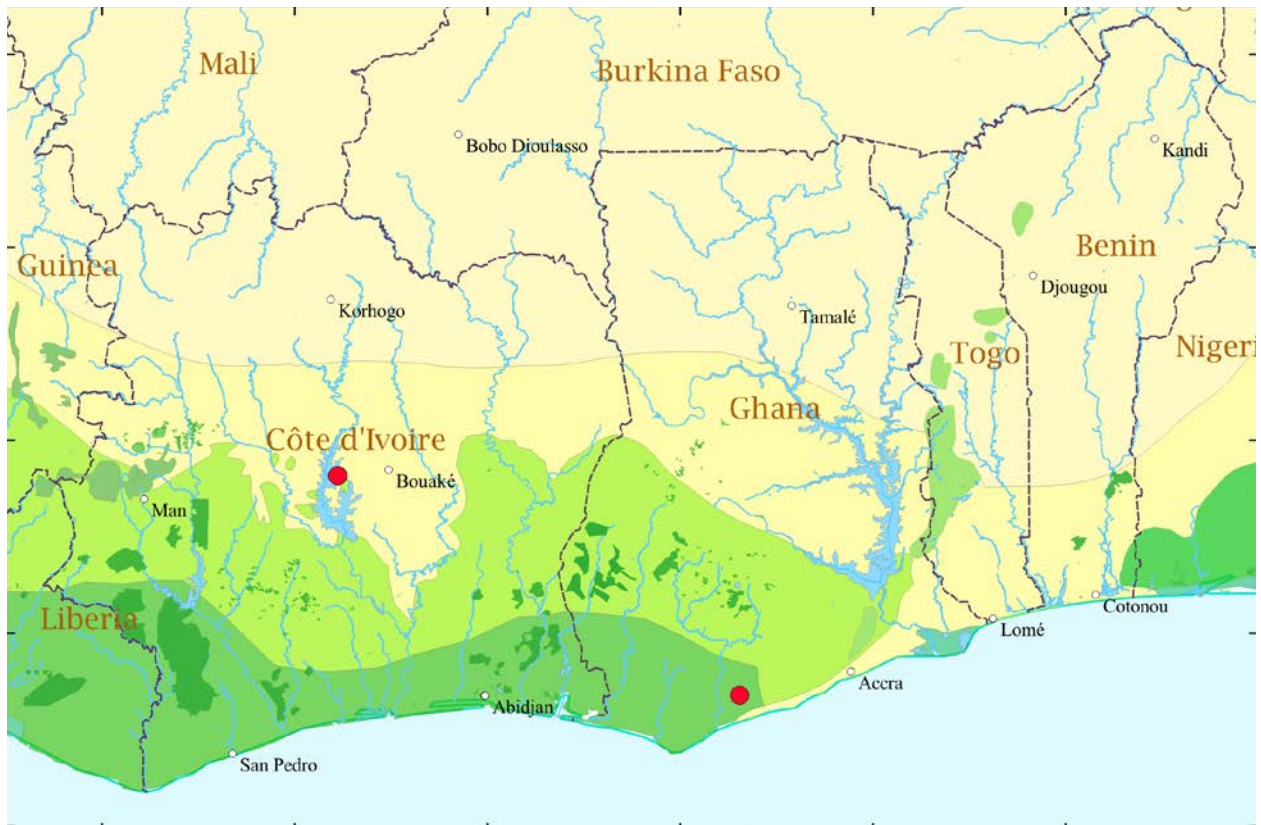 Mali
Burkina Faso
Bobo Dioulasso
Kandi
Guinea
Benin
Djougou
Korhogo
Tamalé
Togo
Nigeri
Ghana
Côte d'Ivoire
Bouaké
Man
Liberia
Cotonou
Lomé
Accra
Abidjan
San Pedro